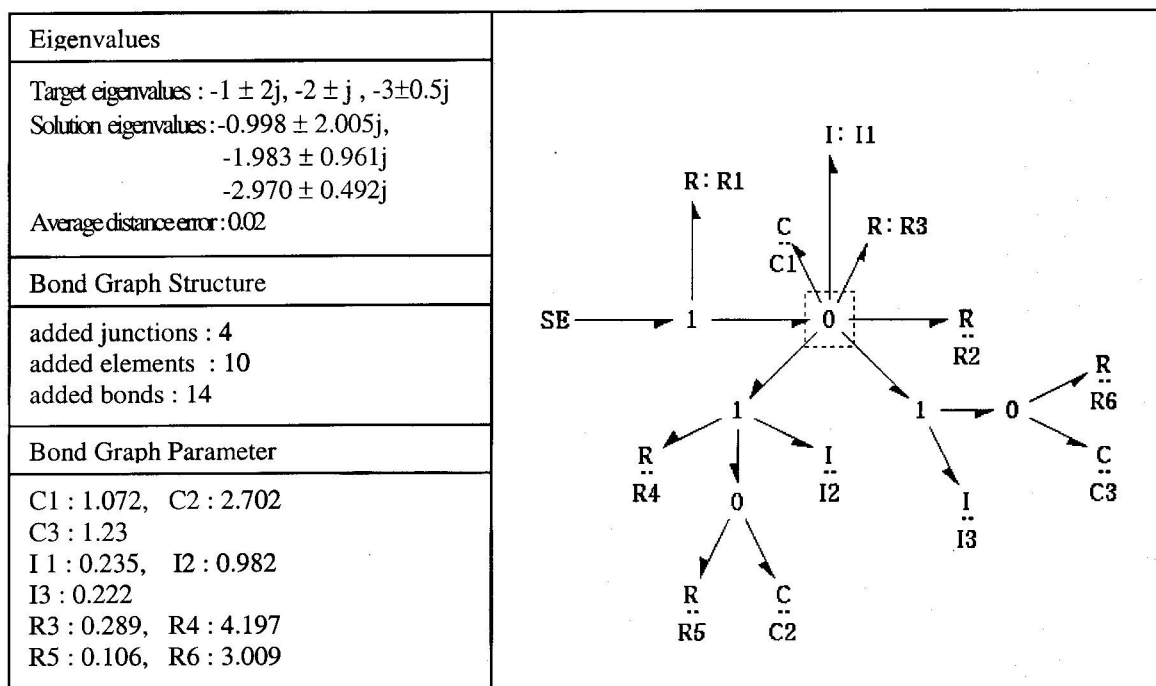 Eigenvalues
Target eigenvalues : -1 ± 2j, -2 ± j , -3±0.5j
Solution eigenvalues:-0.998 ± 2.005j,
-1.983 ± 0.961j
-2.970 ± 0.492j
Average distance error : 0.02
Bond Graph Structure
added junctions : 4
added elements : 10
added bonds : 14
Bond Graph Parameter
C1 : 1.072, C2 : 2.702
C3 : 1.23
I 1 : 0.235, I2 : 0.982
I3 : 0.222
R3 : 0.289, R4 : 4.197
R5 : 0.106, R6 : 3.009
I: I1
R: R1
C
C1
R: R3
SE
1
0
R
R2
R
R6
1
1
0
R
R4
I
I2
C
C3
0
I
I3
R
R5
C
C2